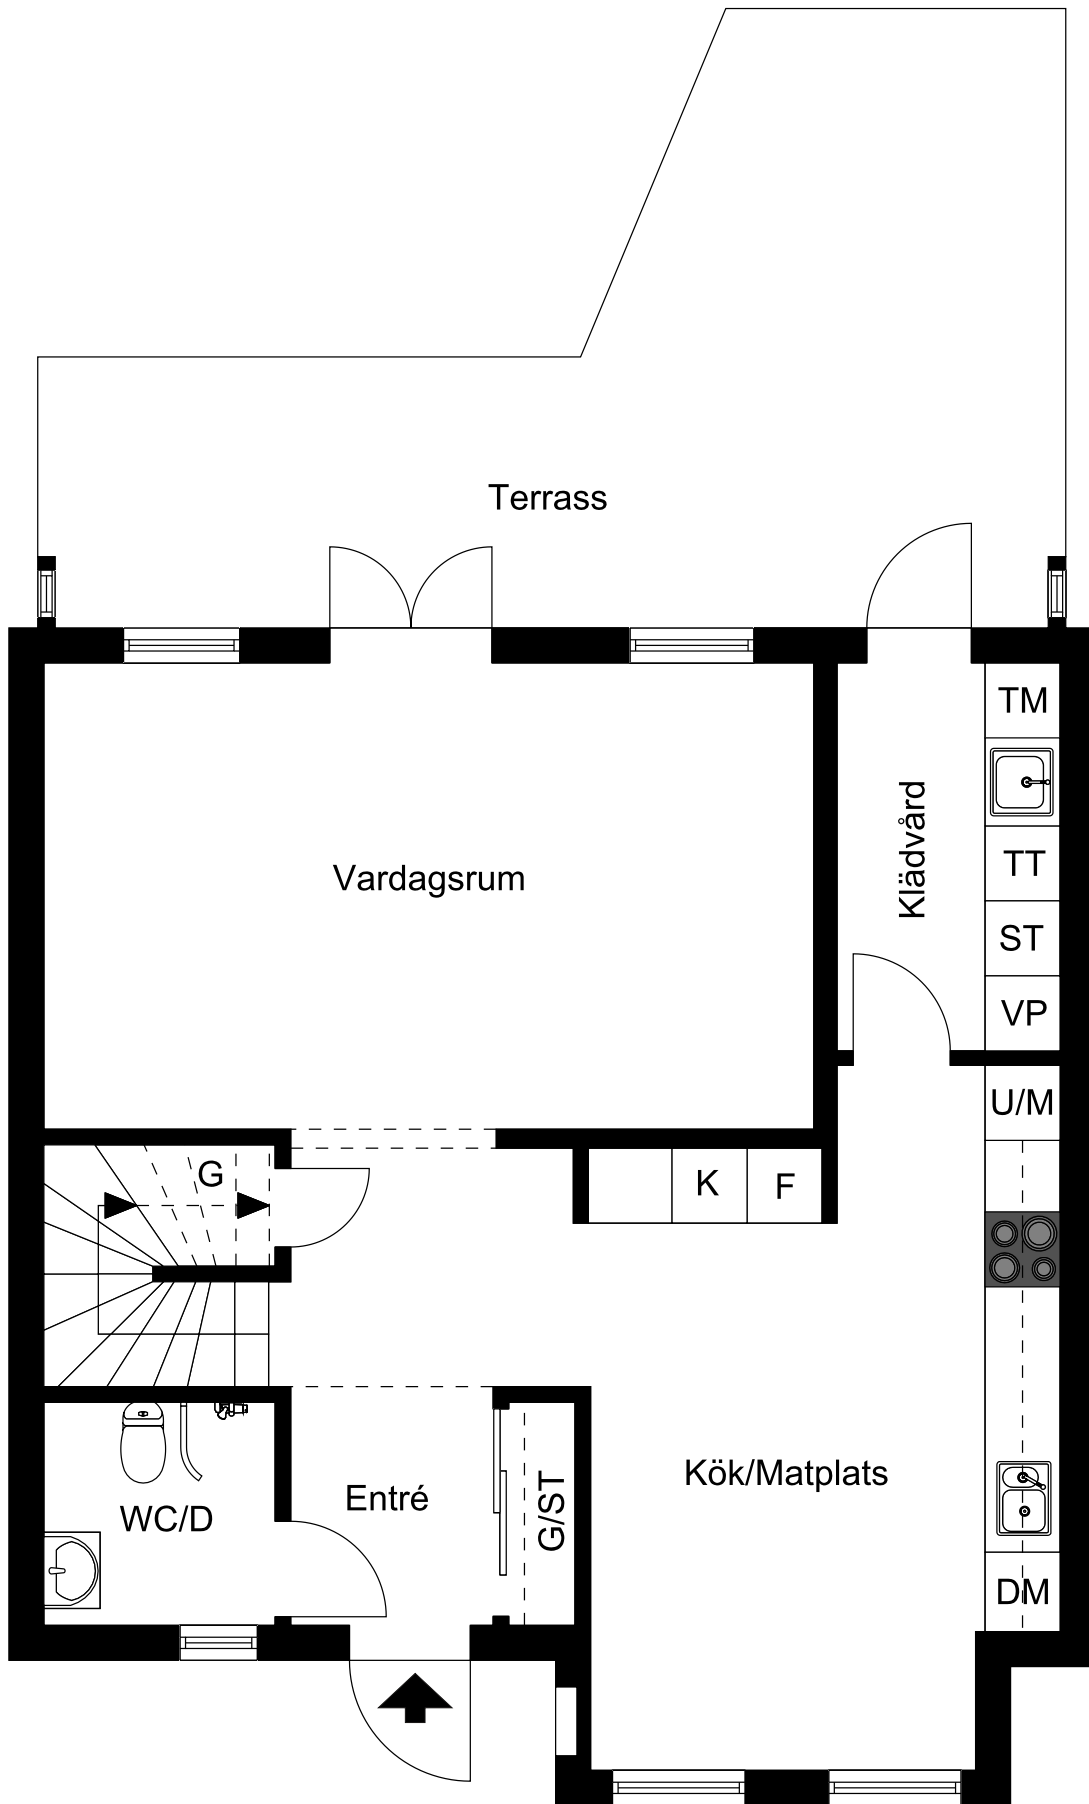 Terrass
TM
Klädvård
TT
Vardagsrum
ST
VP
U/M
G
K
F
Kök/Matplats
Entré
G/ST
WC/D
DM